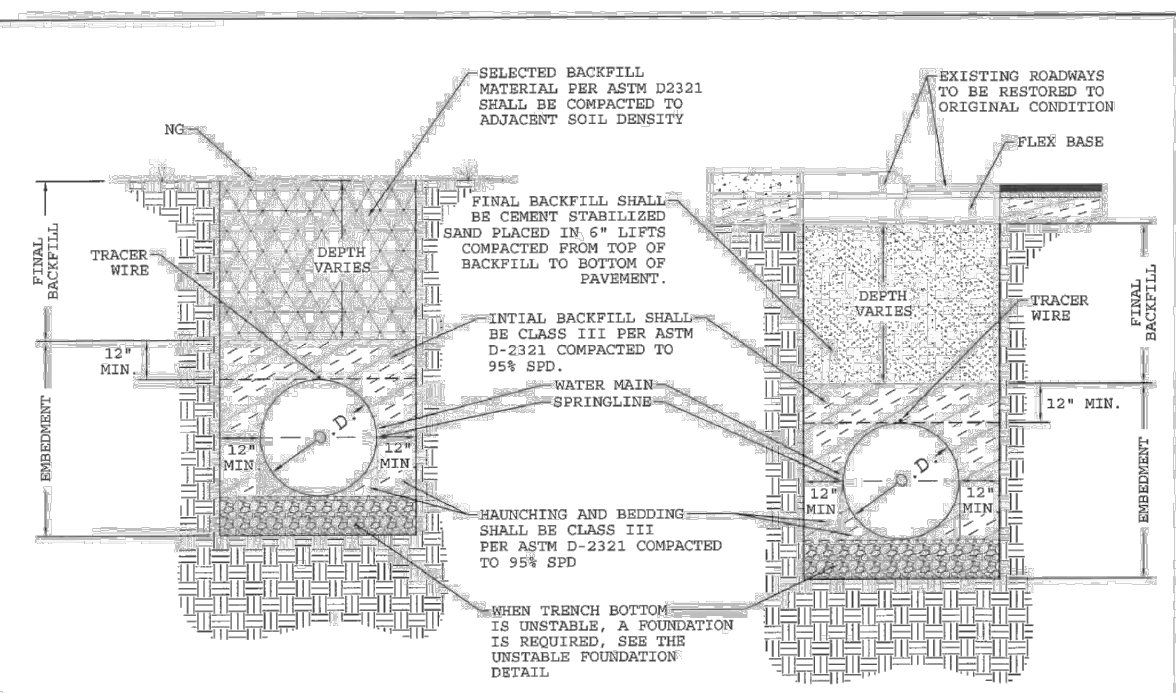 SELECTED BACKFILL
MATERIAL PER ASTM D2321
SHALL BE COMPACTED TO
ADJACENT SOIL DENSITY
NG
EXISTING ROADWAYS
TO BE RESTORED TO
ORIGINAL CONDITION
FLEX BASE
FINAL BACKFILL SHALL
BE CEMENT STABILIZED
SAND PLACED IN 6" LIFTS
COMPACTED FROM TOP OF
BACKFILL TO BOTTOM OF
PAVEMENT.
FINAL
BACKFILL
TRACER
WIRE
DEPTH
VARIES
DEPTH
VARIES
TRACER
WIRE
FINAL
BACKFILL
INTIAL BACKFILL SHALL
BE CLASS III PER ASTM
D-2321 COMPACTED TO
95% SPD.
12"
MIN.
12" MIN.
WATER MAIN
SPRINGLINE
EMBEDMENT
O.D.
12"
MIN
12"
MIN
O.D.
12"
MIN
12"
MIN
EMBEDMENT
HAUNCHING AND BEDDING
SHALL BE CLASS III
PER ASTM D-2321 COMPACTED
TO 95% SPD
WHEN TRENCH BOTTOM
IS UNSTABLE, A FOUNDATION
IS REQUIRED, SEE THE
UNSTABLE FOUNDATION
DETAIL